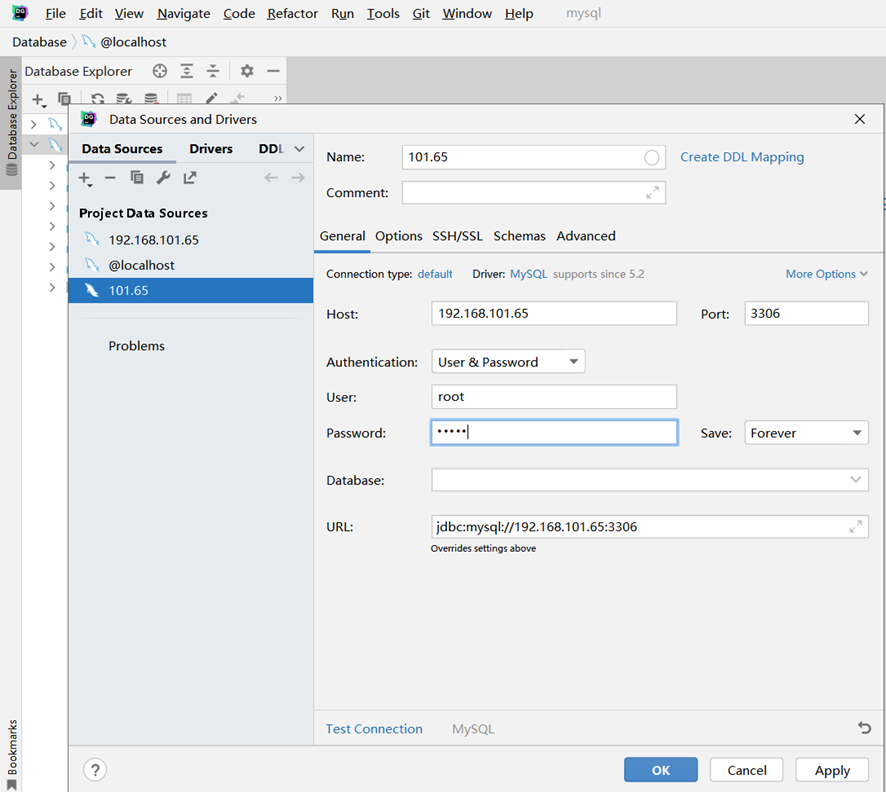 DG File Edit View Navigate Code Refactor Run Tools Git Window Help mysql
Database @localhost
Database Explorer
Database Explorer
DG Data Sources and Drivers
Data Sources Drivers DDL
Project Data Sources
192.168.101.65
@localhost
101.65
Problems
Name: 101.65 Create DDL Mapping
Comment:
General Options SSH/SSL Schemas Advanced
Connection type: default Driver: MySQL supports since 5.2 More Options
Host: 192.168.101.65 Port: 3306
Authentication: User & Password
User: root
Password: ••••• Save: Forever
Database:
URL: jdbc:mysql://192.168.101.65:3306
Overrides settings above
Test Connection MySQL
Bookmarks
? OK Cancel Apply